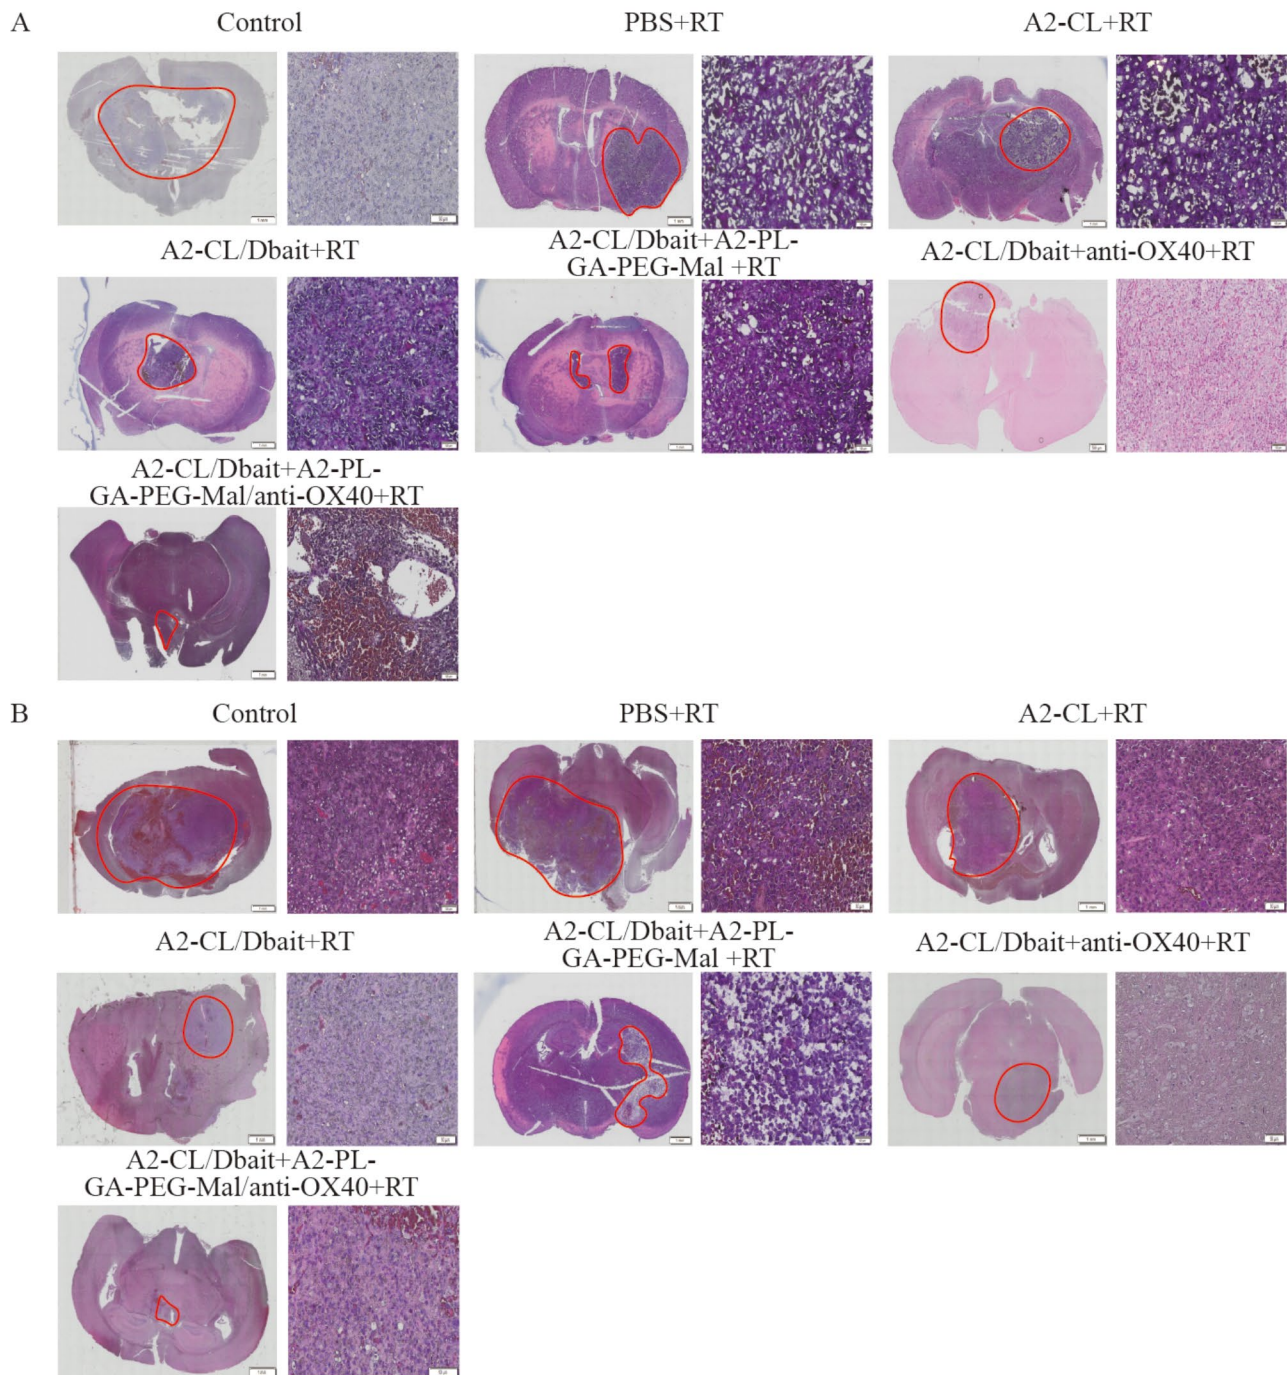 A
Control
PBS+RT
A2-CL+RT
A2-CL/Dbait+RT
A2-CL/Dbait+A2-PL-
GA-PEG-Mal +RT
A2-CL/Dbait+anti-OX40+RT
A2-CL/Dbait+A2-PL-
GA-PEG-Mal/anti-OX40+RT
B
Control
PBS+RT
A2-CL+RT
A2-CL/Dbait+RT
A2-CL/Dbait+A2-PL-
GA-PEG-Mal +RT
A2-CL/Dbait+anti-OX40+RT
A2-CL/Dbait+A2-PL-
GA-PEG-Mal/anti-OX40+RT